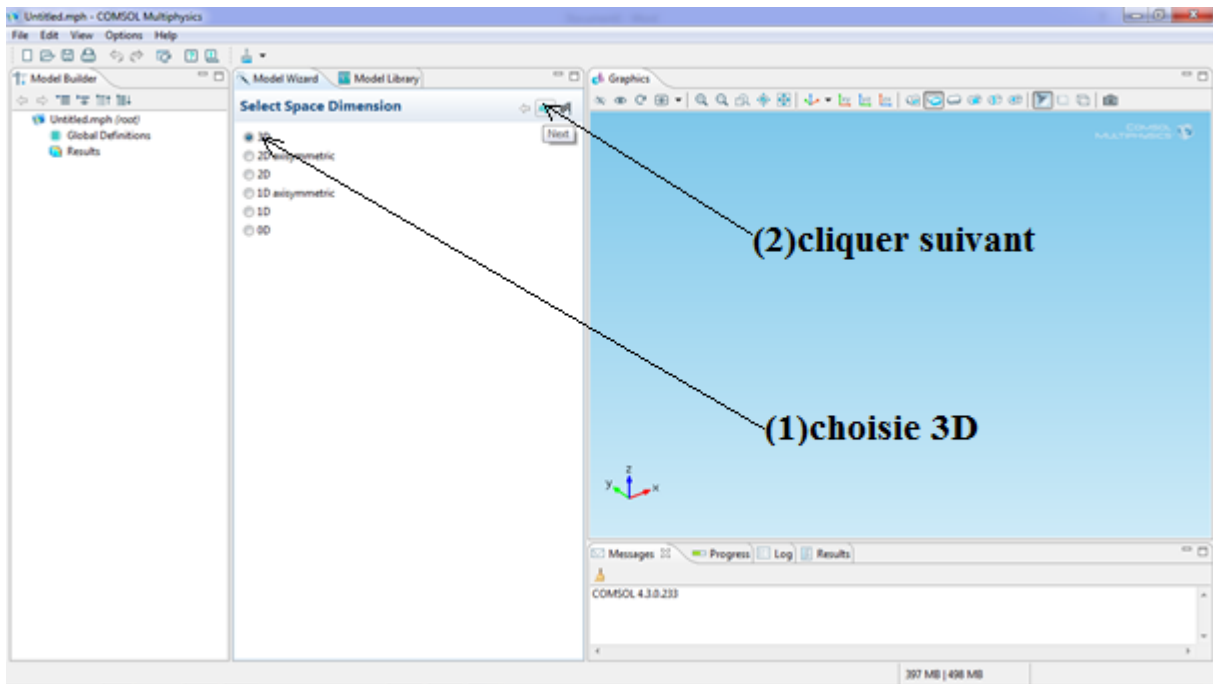 Untitled.mph - COMSOL Multiphysics
File Edit View Options Help
Model Builder
Model Wizard
Model Library
Graphics
Untitled.mph (root)
Global Definitions
Results
Select Space Dimension
Next
3D
2D axisymmetric
2D
1D axisymmetric
1D
0D
COMSOL
MULTIPHYSICS
(2)cliquer suivant
(1)choisie 3D
z
y
x
Messages
Progress
Log
Results
COMSOL 4.3.0.233
397 MB | 498 MB